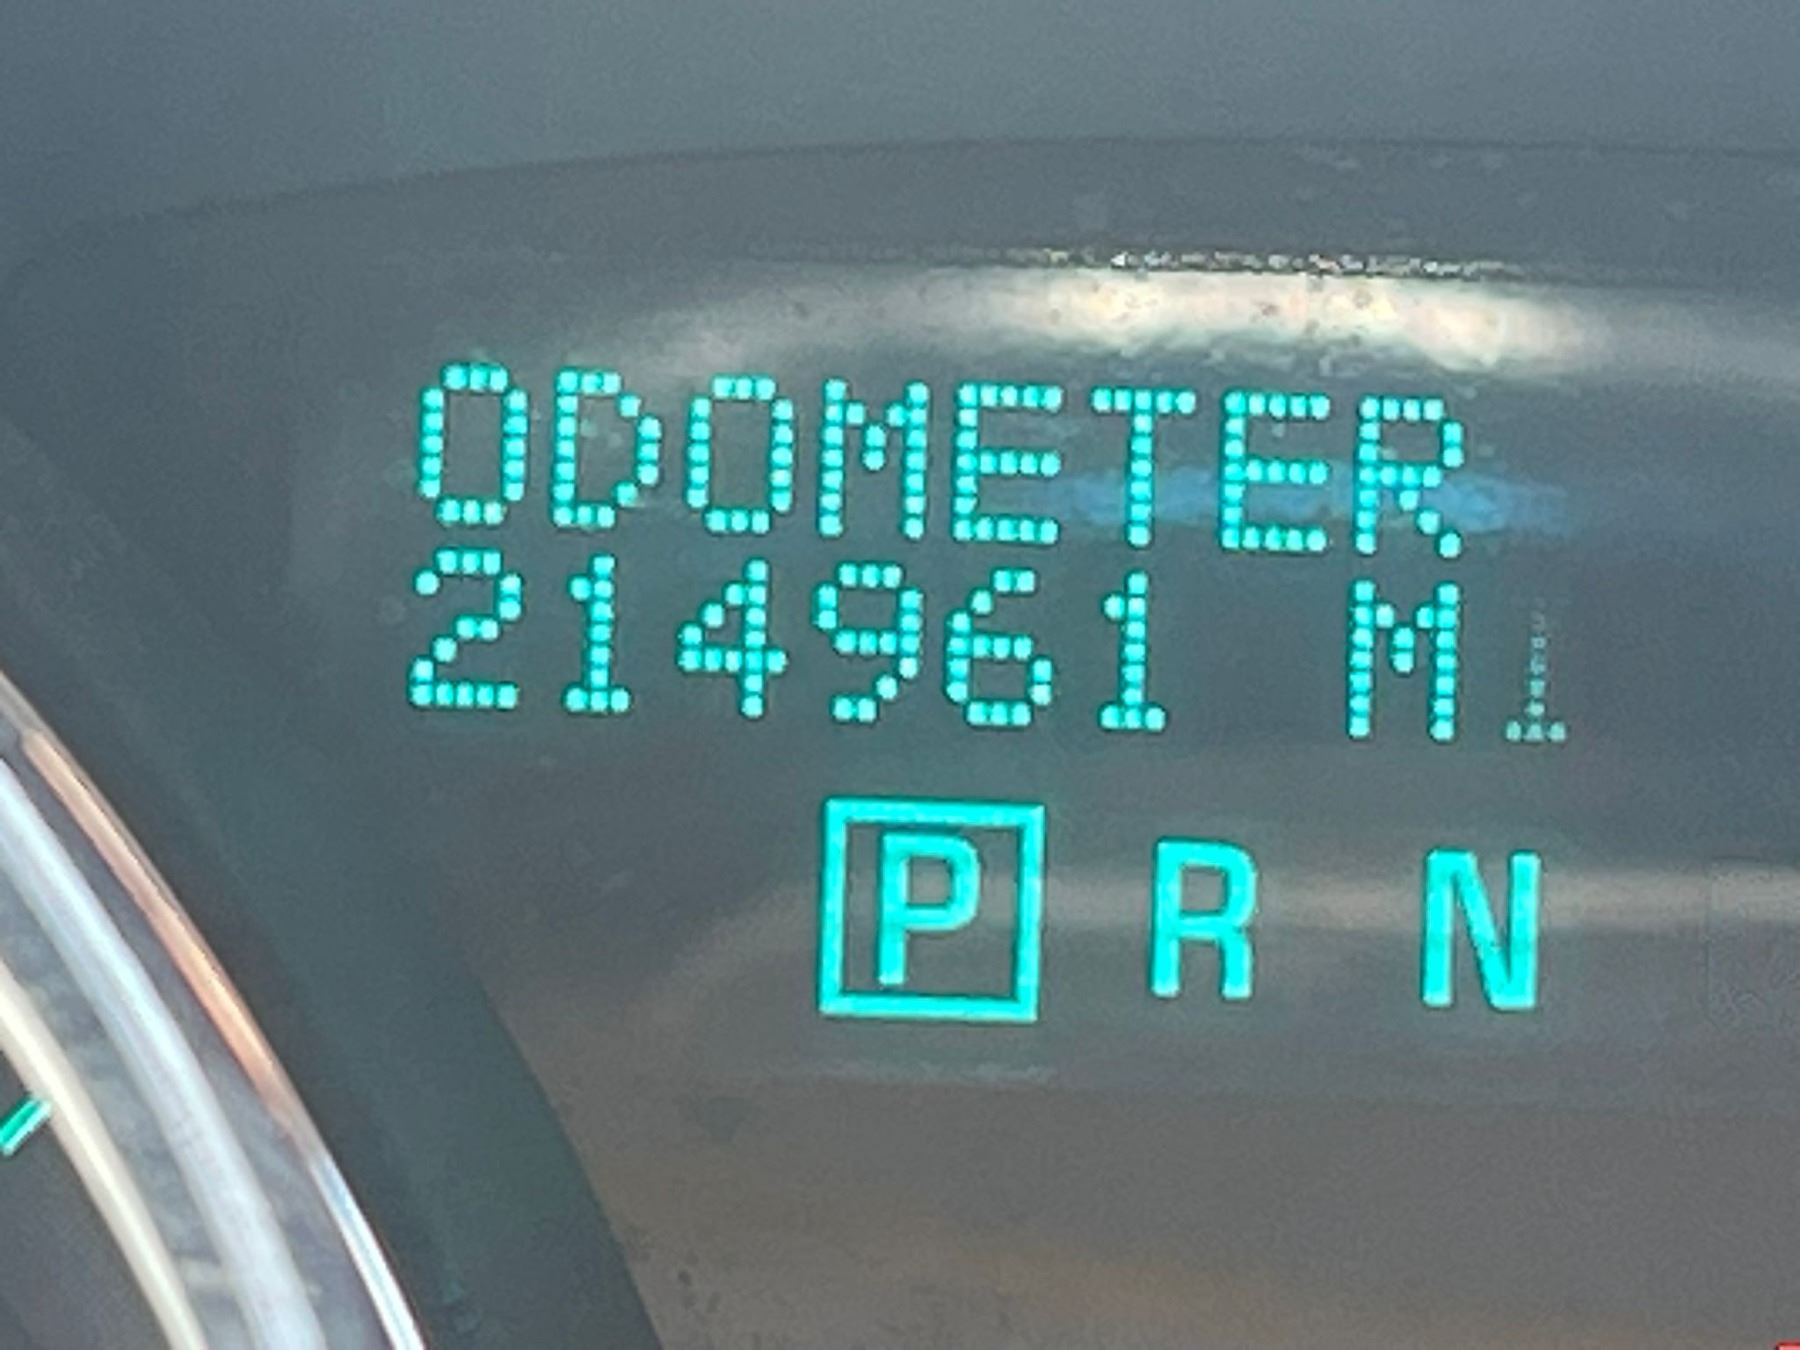 ODOMETER
214961 MI
P R N